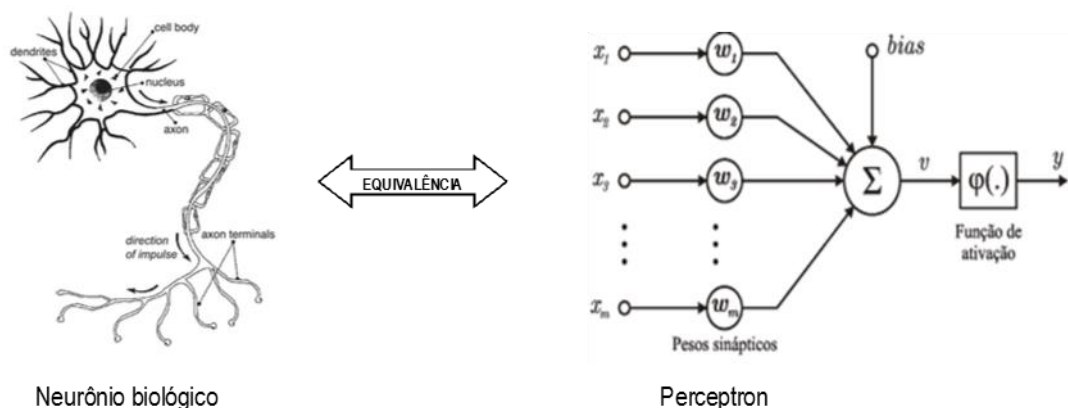 cell body
dendrites
nucleus
axon
direction
of impulse
axon terminals
EQUIVALÊNCIA
x1
w1
bias
x2
w2
x3
w3
Σ
v
φ(.)
y
Função de
ativação
xm
wm
Pesos sinápticos
Neurônio biológico
Perceptron